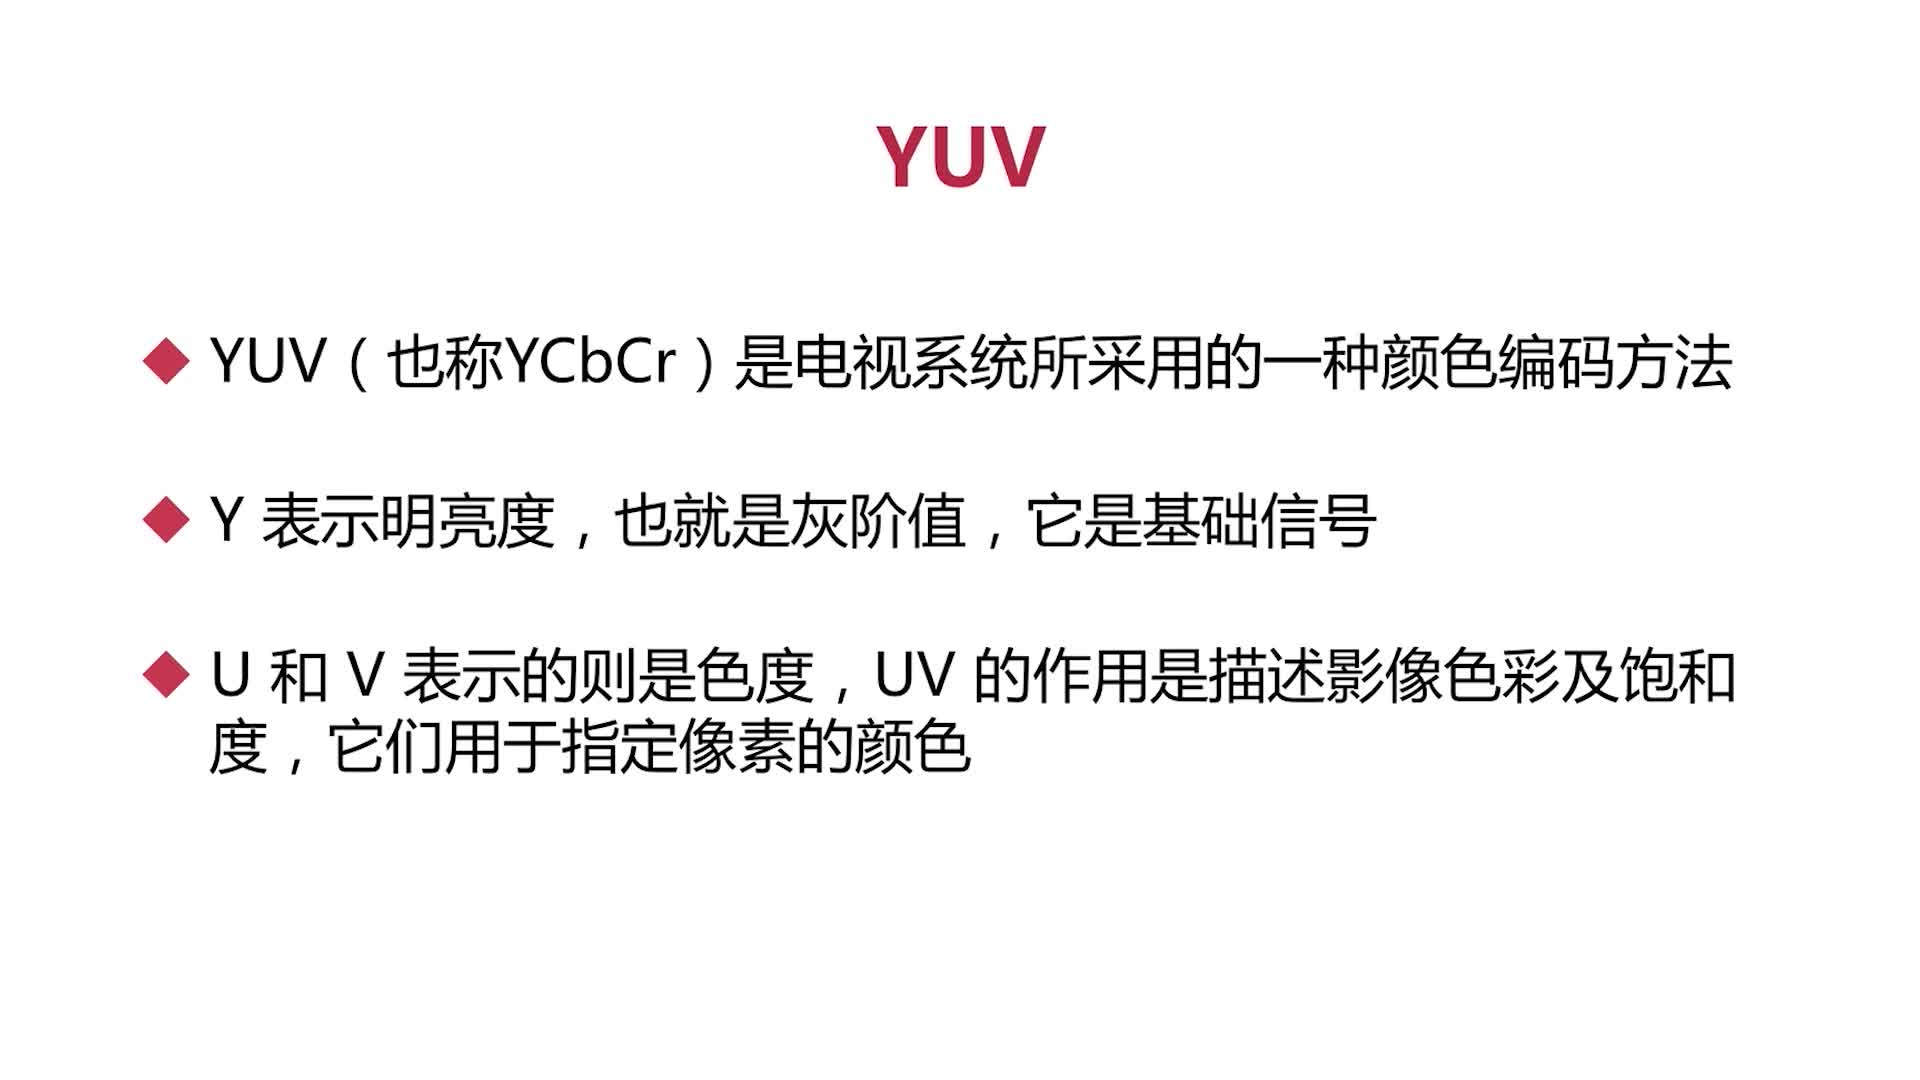 YUV
YUV（也称YCbCr）是电视系统所采用的一种颜色编码方法
Y 表示明亮度，也就是灰阶值，它是基础信号
U 和 V 表示的则是色度，UV 的作用是描述影像色彩及饱和
度，它们用于指定像素的颜色